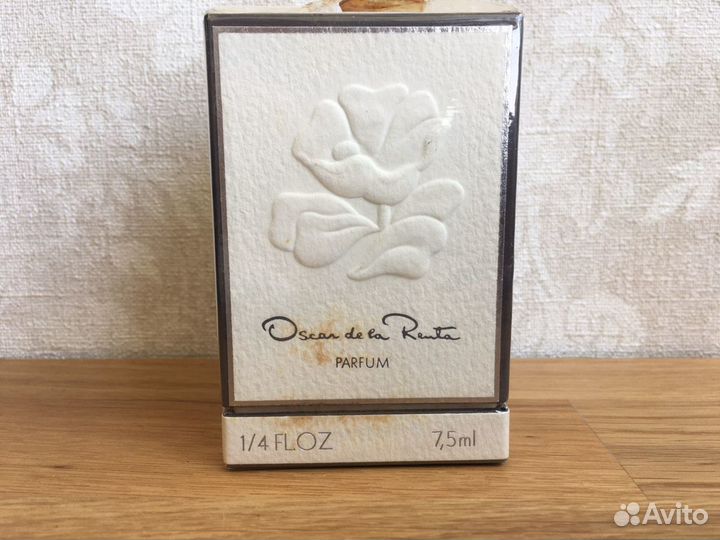 Oscar de la Renta
PARFUM
1/4 FL.OZ
7,5ml
Avito